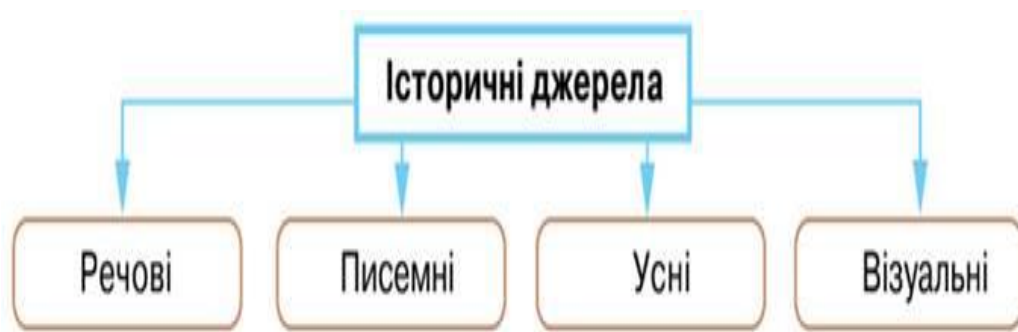 Історичні джерела
Речові
Писемні
Усні
Візуальні